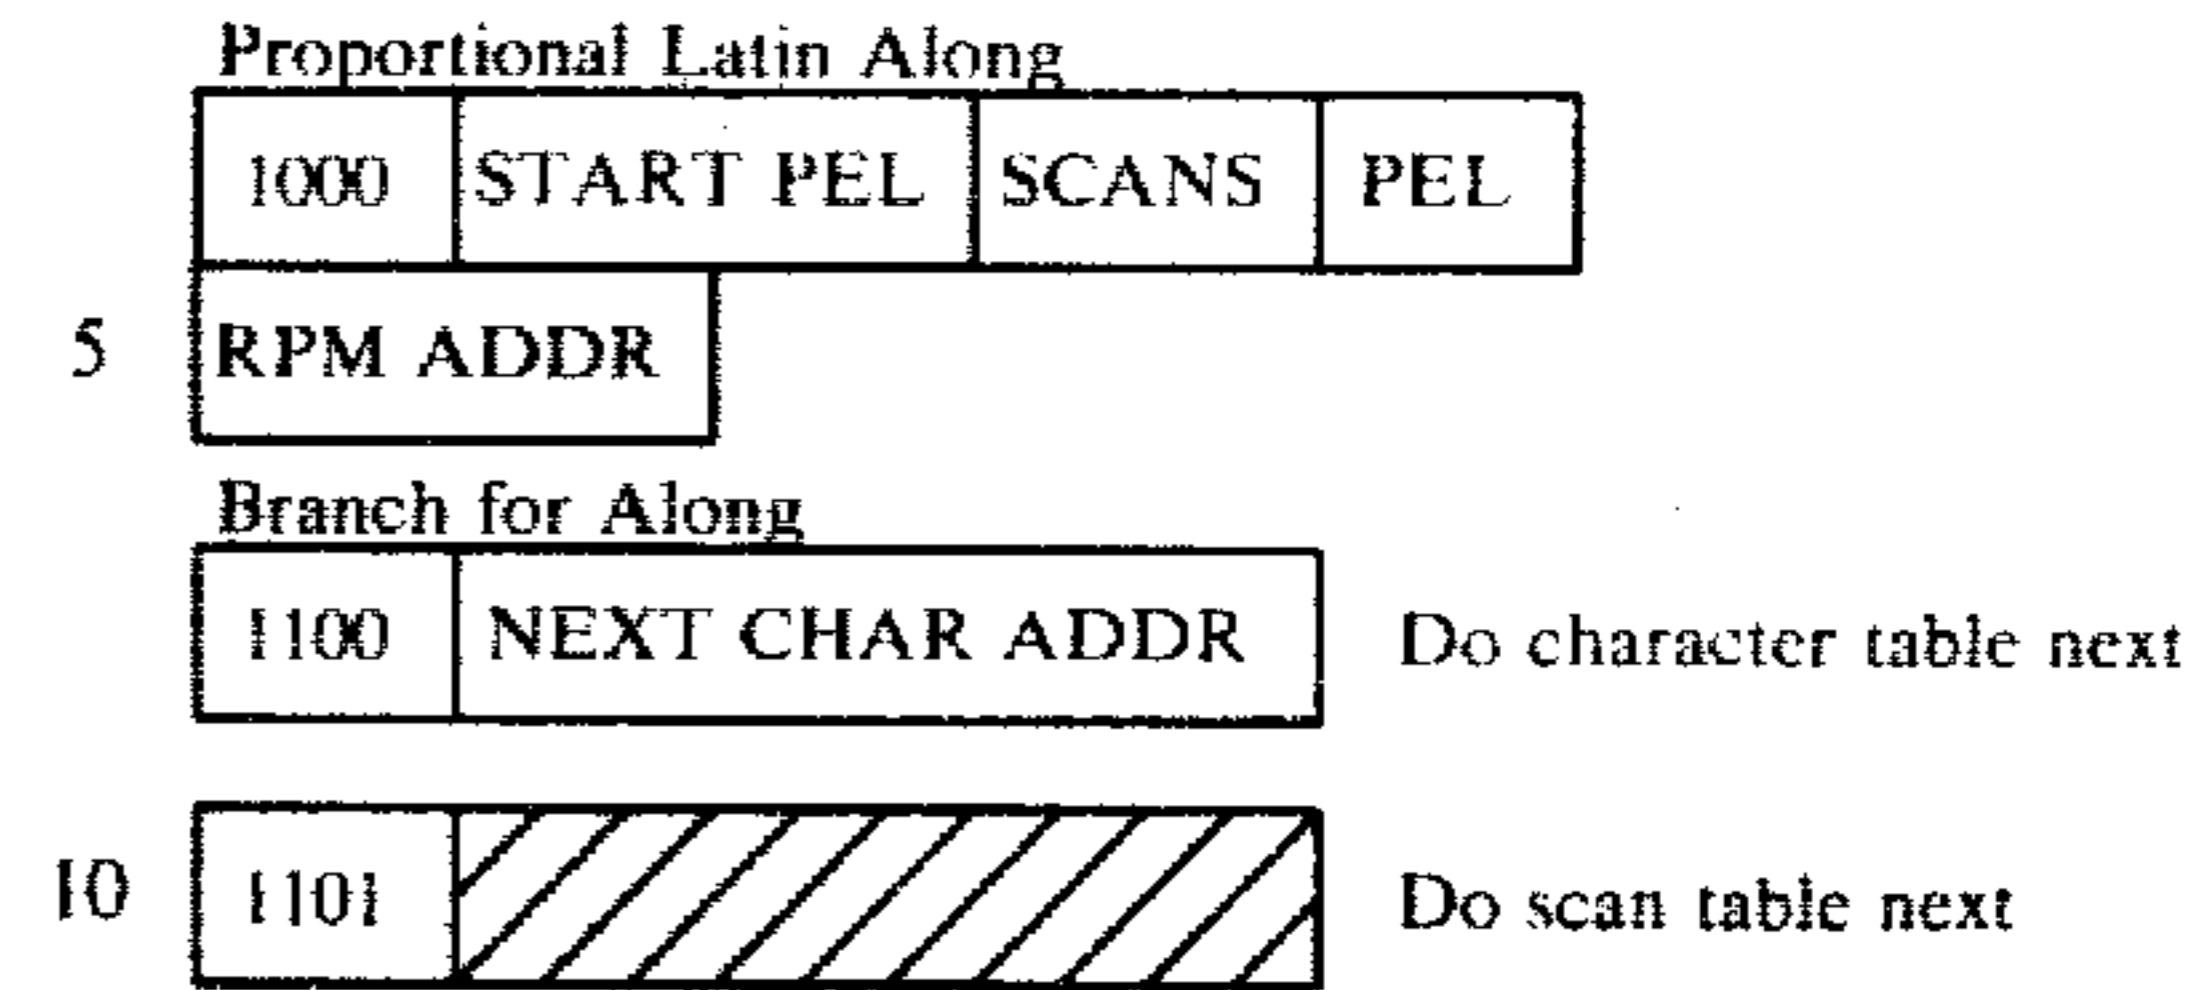 Proportional Latin Along
1000 START PEL SCANS PEL
5 RPM ADDR
Branch for Along
1100 NEXT CHAR ADDR Do character table next
10 1101 Do scan table next